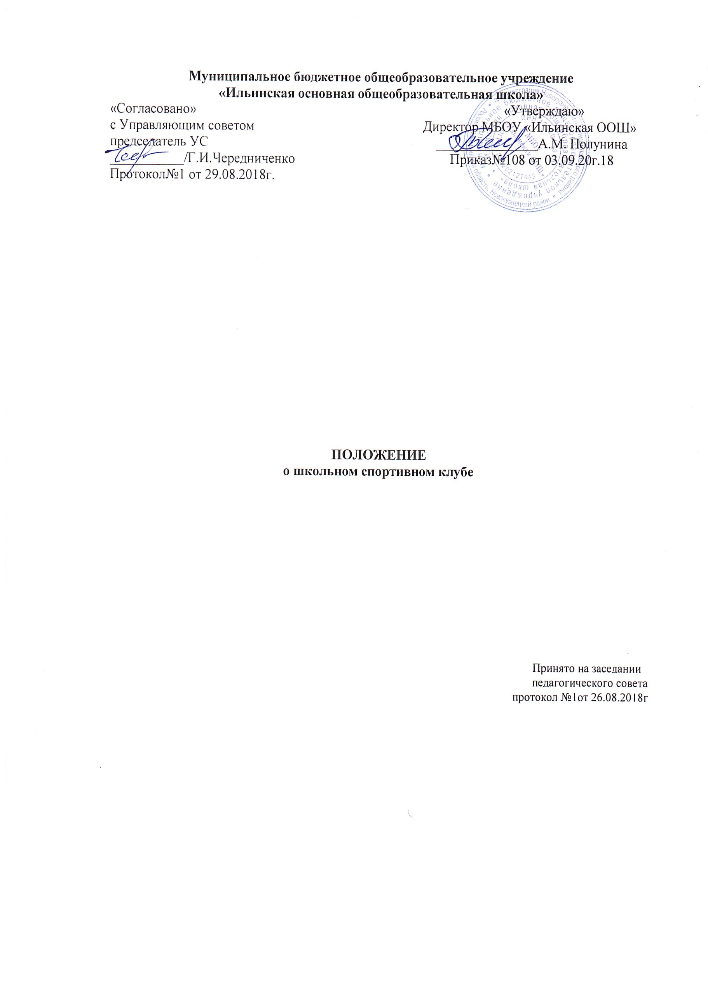 Муниципальное бюджетное общеобразовательное учреждение
«Ильинская основная общеобразовательная школа»
«Согласовано»
с Управляющим советом
председатель УС
/Г.И.Чередниченко
Протокол№1 от 29.08.2018г.
«Утверждаю»
Директор МБОУ «Ильинская ООШ»
А.М. Полунина
Приказ№108 от 03.09.20г.18
ПОЛОЖЕНИЕ
о школьном спортивном клубе
Принято на заседании
педагогического совета
протокол №1от 26.08.2018г